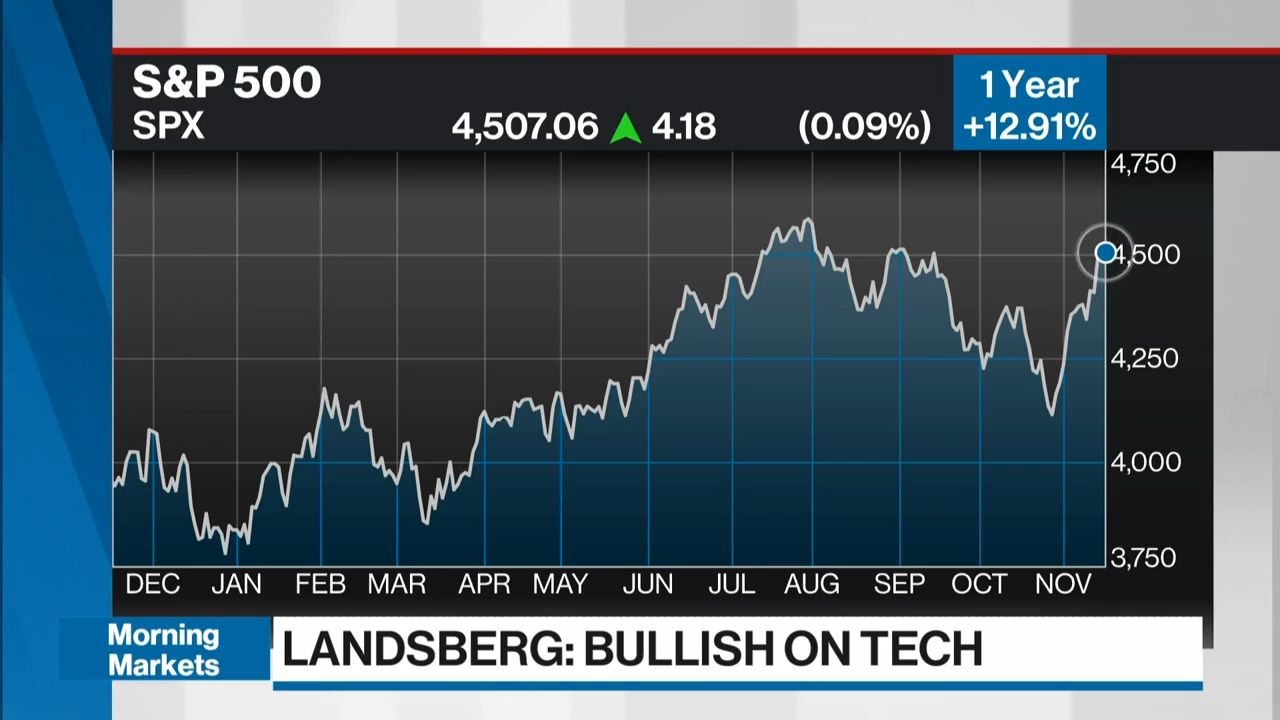 S&P 500
SPX
4,507.06 ▲ 4.18 (0.09%)
1 Year
+12.91%
4,750
4,500
4,250
4,000
3,750
DEC JAN FEB MAR APR MAY JUN JUL AUG SEP OCT NOV
Morning
Markets
LANDSBERG: BULLISH ON TECH